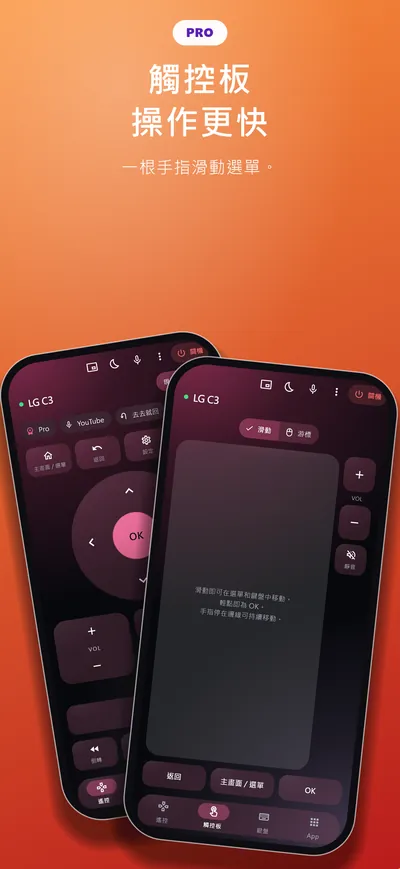 PRO
觸控板
操作更快
一根手指滑動選單。
LG C3
Pro
YouTube
去去就回
主畫面 / 選單
返回
設定
OK
VOL
倒轉
遙控
關機
LG C3
關機
滑動
游標
VOL
靜音
滑動即可在選單和鍵盤中移動、
輕點即為 OK。
手指停在邊緣可持續移動。
返回
主畫面 / 選單
OK
遙控
觸控板
鍵盤
App